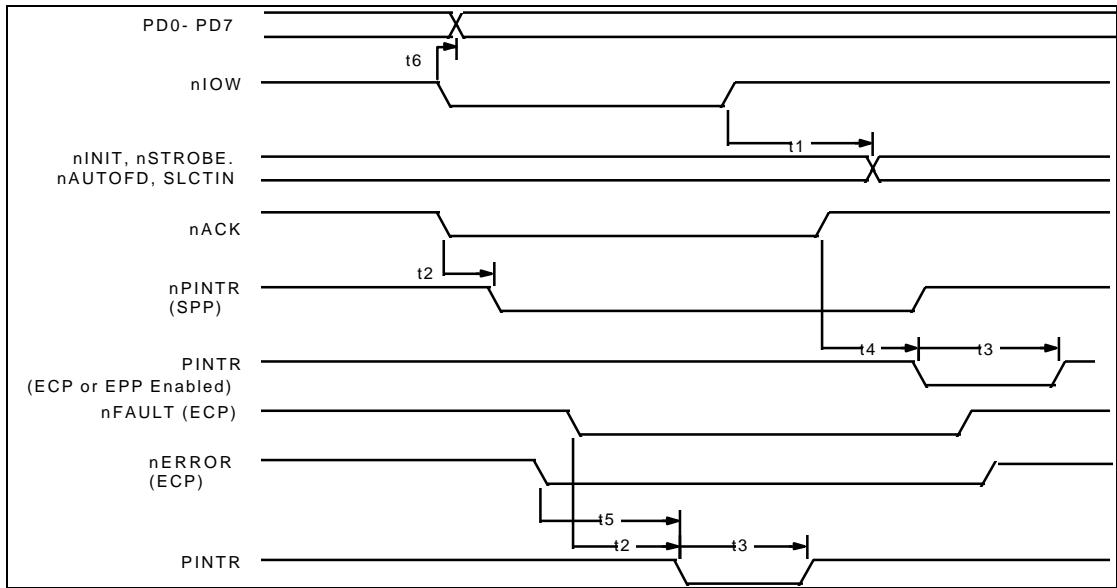 PD0- PD7
t6
nIOW
t1
nINIT, nSTROBE.
nAUTOFD, SLCTIN
nACK
t2
nPINTR
(SPP)
t4
t3
PINTR
(ECP or EPP Enabled)
nFAULT (ECP)
nERROR
(ECP)
t5
t2
t3
PINTR